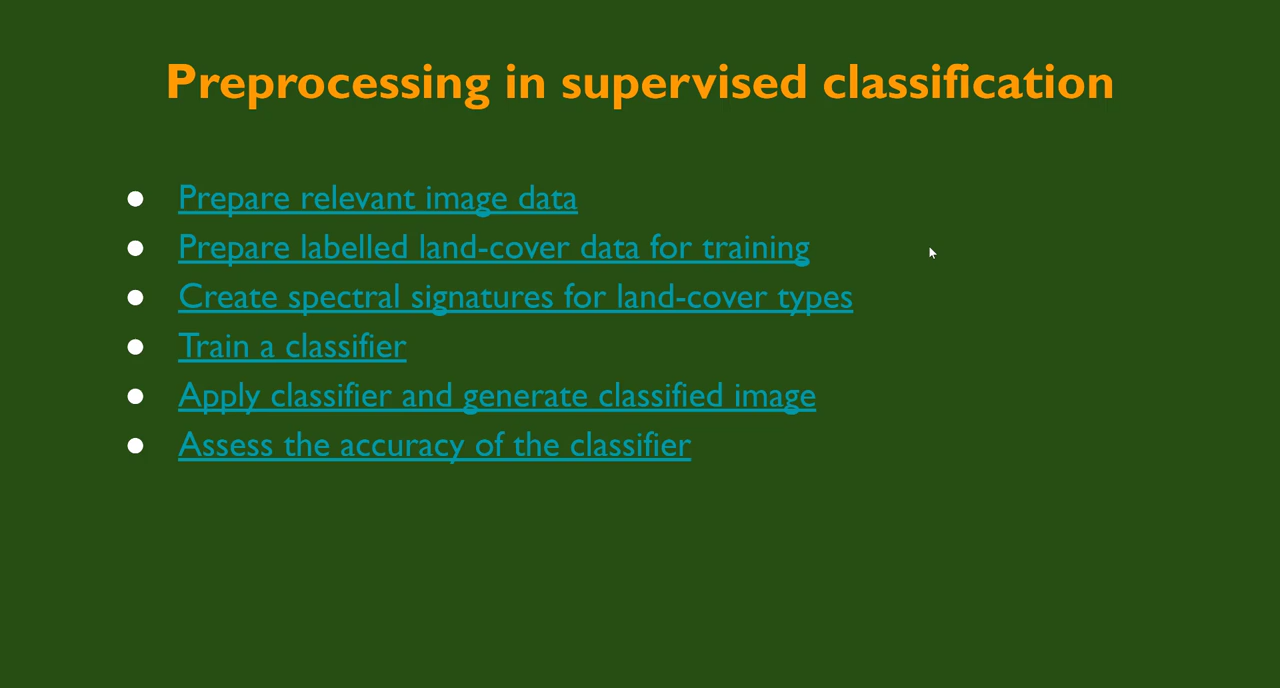 Preprocessing in supervised classification
● Prepare relevant image data
● Prepare labelled land-cover data for training
● Create spectral signatures for land-cover types
● Train a classifier
● Apply classifier and generate classified image
● Assess the accuracy of the classifier